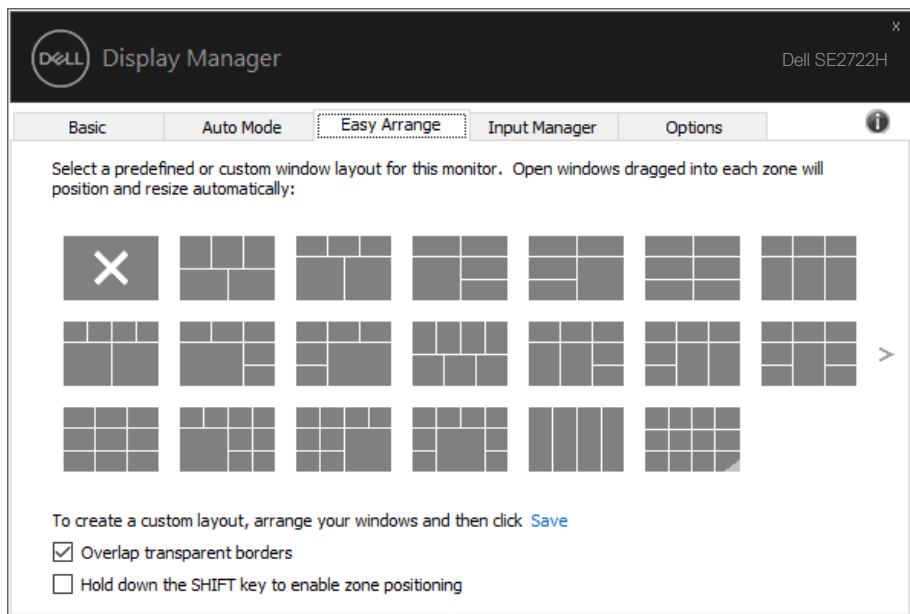 x
DELL Display Manager
Dell SE2722H
Basic Auto Mode Easy Arrange Input Manager Options
Select a predefined or custom window layout for this monitor. Open windows dragged into each zone will
position and resize automatically:
>
To create a custom layout, arrange your windows and then click Save
Overlap transparent borders
Hold down the SHIFT key to enable zone positioning